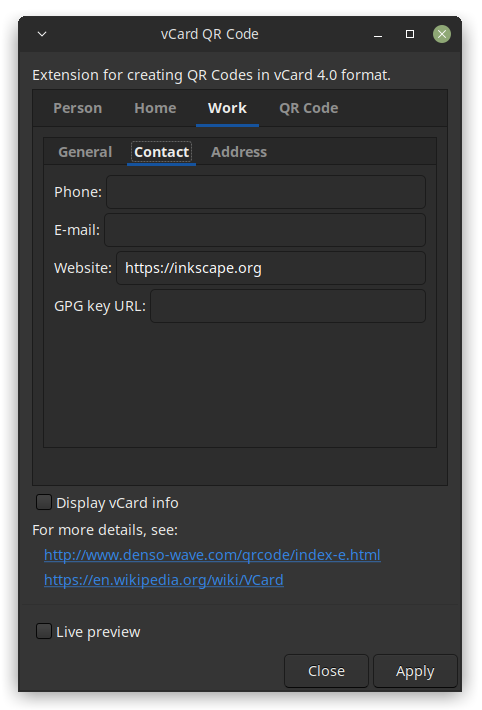 vCard QR Code
Extension for creating QR Codes in vCard 4.0 format.
Person Home Work QR Code
General Contact Address
Phone:
E-mail:
Website: https://inkscape.org
GPG key URL:
Display vCard info
For more details, see:
http://www.denso-wave.com/qrcode/index-e.html
https://en.wikipedia.org/wiki/VCard
Live preview
Close Apply